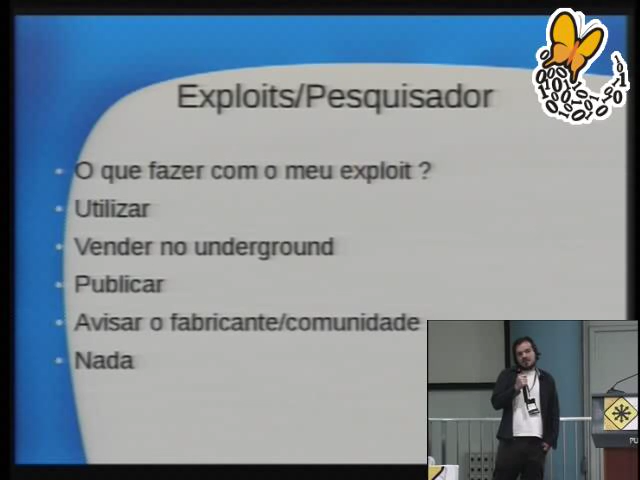 Exploits/Pesquisador
O que fazer com o meu exploit ?
Utilizar
Vender no underground
Publicar
Avisar o fabricante/comunidade
Nada